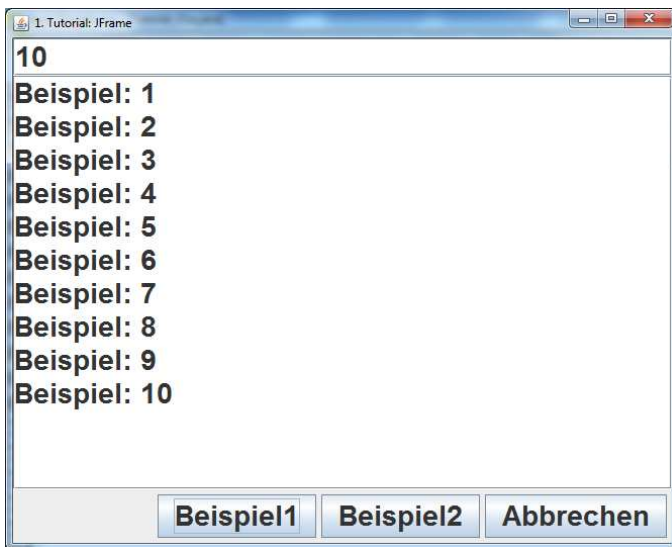 1. Tutorial: JFrame
10
Beispiel: 1
Beispiel: 2
Beispiel: 3
Beispiel: 4
Beispiel: 5
Beispiel: 6
Beispiel: 7
Beispiel: 8
Beispiel: 9
Beispiel: 10
Beispiel1 Beispiel2 Abbrechen